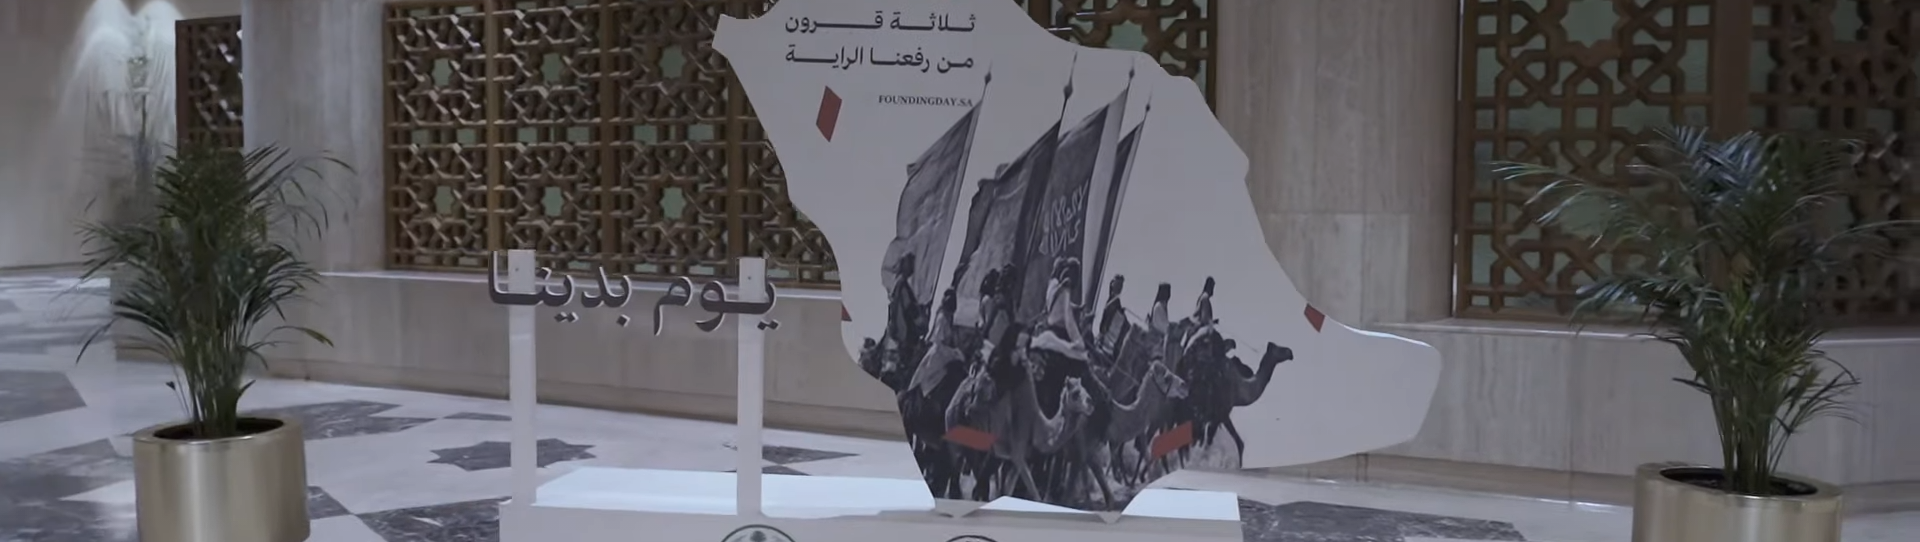 ثلاثة قرون
من رفعنا الراية
FOUNDINGDAY.SA
يوم بدينا